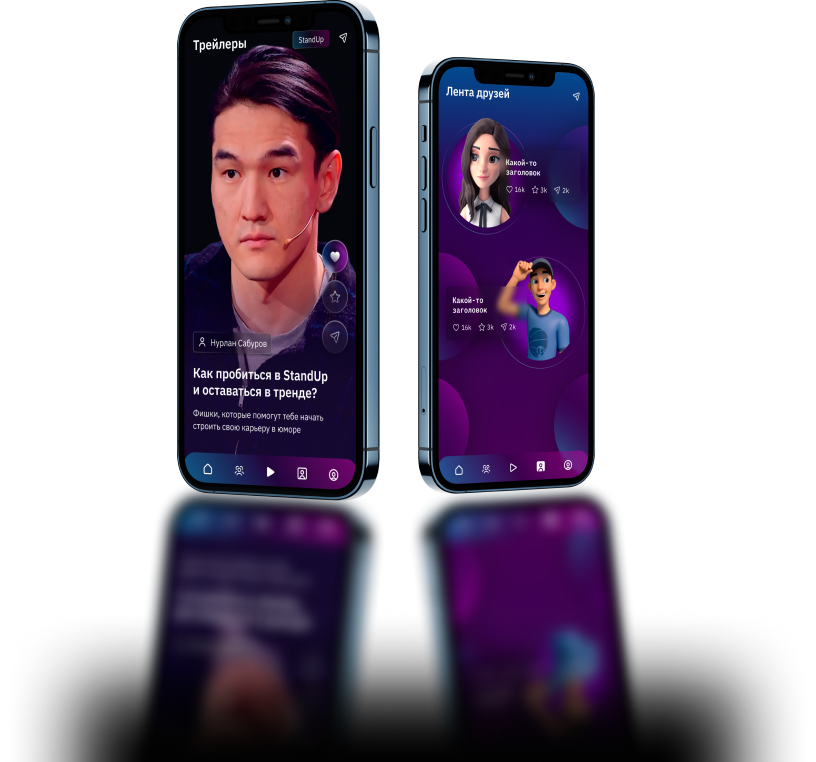 Трейлеры
StandUp
Нурлан Сабуров
Как пробиться в StandUp
и оставаться в тренде?
Фишки, которые помогут тебе начать
строить свою карьеру в юморе
Лента друзей
Какой-то
заголовок
16k 3k 2k
Какой-то
заголовок
16k 3k 2k